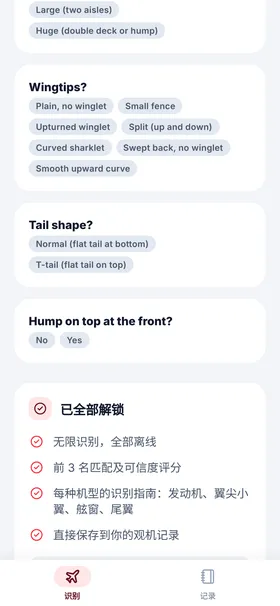 Large (two aisles)
Huge (double deck or hump)
Wingtips?
Plain, no winglet
Small fence
Upturned winglet
Split (up and down)
Curved sharklet
Swept back, no winglet
Smooth upward curve
Tail shape?
Normal (flat tail at bottom)
T-tail (flat tail on top)
Hump on top at the front?
No
Yes
已全部解锁
无限识别，全部离线
前 3 名匹配及可信度评分
每种机型的识别指南：发动机、翼尖小
翼、舷窗、尾翼
直接保存到你的观机记录
识别
记录